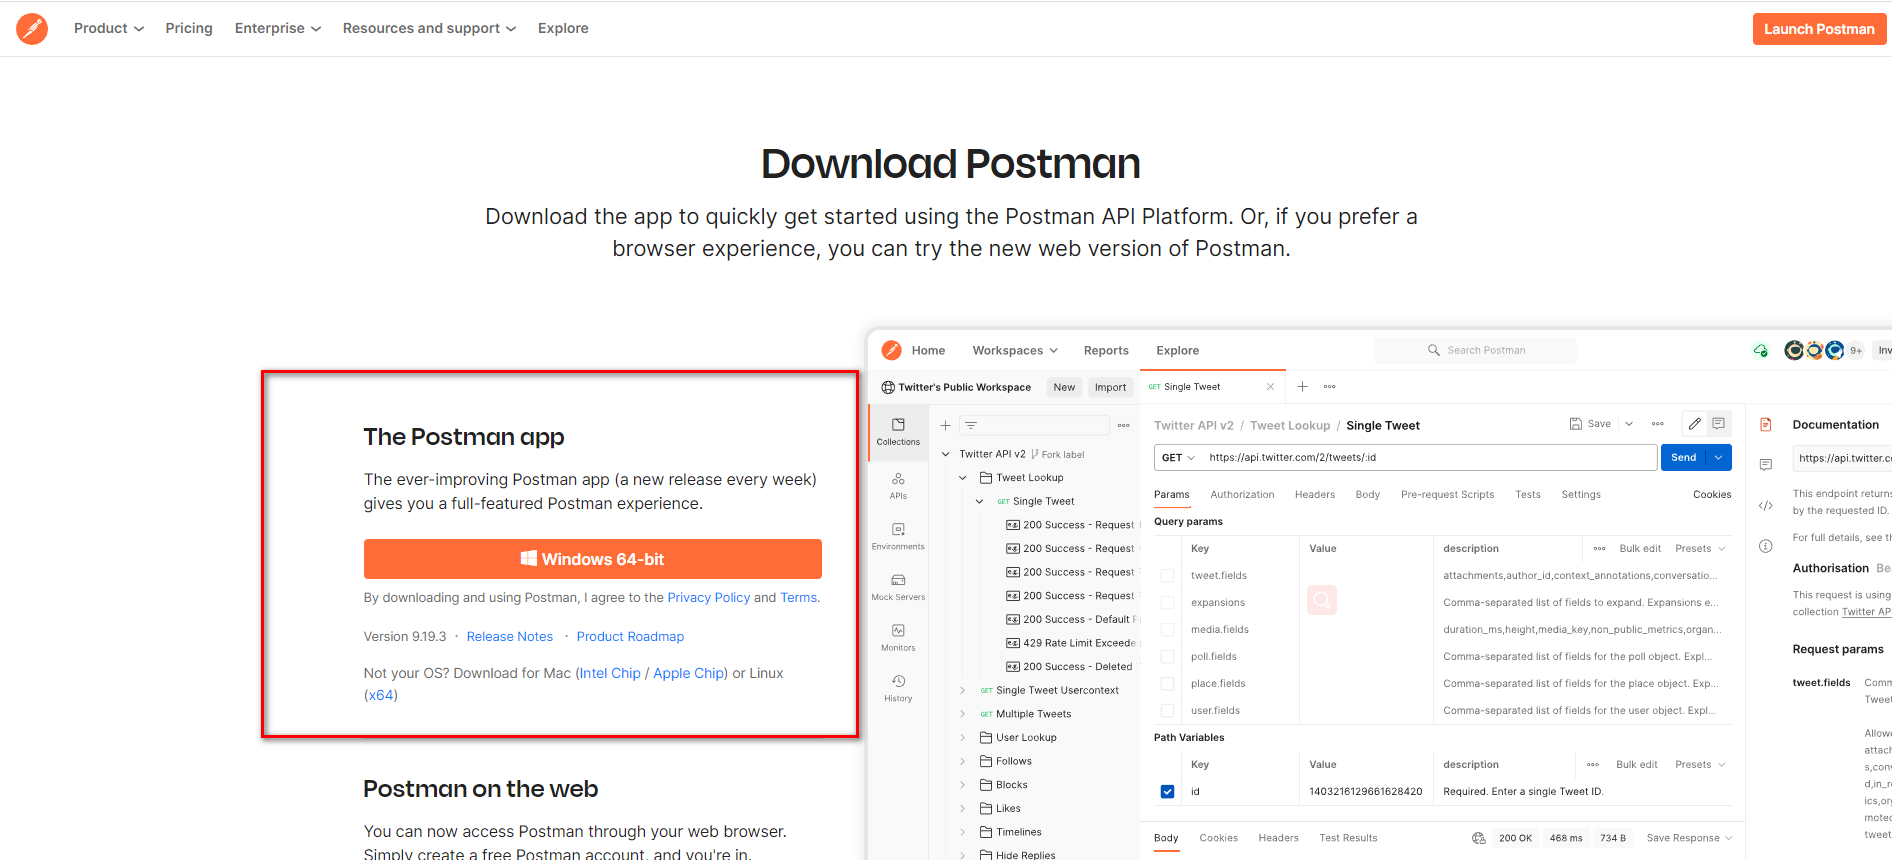 Product Pricing Enterprise Resources and support Explore Launch Postman
Download Postman
Download the app to quickly get started using the Postman API Platform. Or, if you prefer a
browser experience, you can try the new web version of Postman.
The Postman app
The ever-improving Postman app (a new release every week)
gives you a full-featured Postman experience.
Windows 64-bit
By downloading and using Postman, I agree to the Privacy Policy and Terms.
Version 9.19.3 · Release Notes · Product Roadmap
Not your OS? Download for Mac (Intel Chip / Apple Chip) or Linux
(x64)
Postman on the web
You can now access Postman through your web browser.
Simply create a free Postman account, and you're in.
Home Workspaces Reports Explore Search Postman 9+ Inv
Twitter's Public Workspace New Import
GET Single Tweet
Collections
APIs
Environments
Mock Servers
Monitors
History
Twitter API v2 Fork label
Tweet Lookup
GET Single Tweet
200 Success - Request
200 Success - Request
200 Success - Request
200 Success - Request
200 Success - Default
429 Rate Limit Exceede
200 Success - Deleted
GET Single Tweet Usercontext
GET Multiple Tweets
User Lookup
Follows
Blocks
Likes
Timelines
Hide Replies
Twitter API v2 / Tweet Lookup / Single Tweet Save
GET https://api.twitter.com/2/tweets/:id Send
Params Authorization Headers Body Pre-request Scripts Tests Settings Cookies
Query params
Key Value description Bulk edit Presets
tweet.fields attachments,author_id,context_annotations,conversatio...
expansions Comma-separated list of fields to expand. Expansions e...
media.fields duration_ms,height,media_key,non_public_metrics,organ...
poll.fields Comma-separated list of fields for the poll object. Expl...
place.fields Comma-separated list of fields for the place object. Exp...
user.fields Comma-separated list of fields for the user object. Expl...
Path Variables
Key Value description Bulk edit Presets
id 1403216129661628420 Required. Enter a single Tweet ID.
Body Cookies Headers Test Results 200 OK 468 ms 734 B Save Response
Documentation
https://api.twitter.co
This endpoint returns
by the requested ID.
For full details, see th
Authorisation Be
This request is using
collection Twitter AP
Request params
tweet.fields Comm
Tweet
Allowe
attach
s,conv
d,in_re
ics,org
moted
tweet